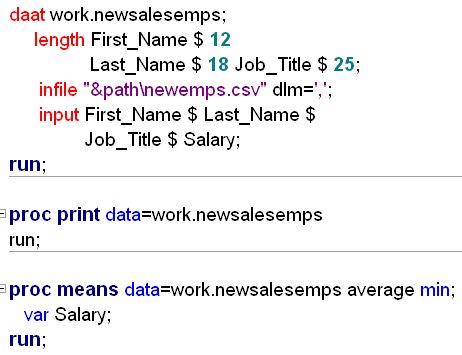 daat work.newsalesemps;
length First_Name $ 12
Last_Name $ 18 Job_Title $ 25;
infile "&path\newemps.csv" dlm=',';
input First_Name $ Last_Name $
Job_Title $ Salary;
run;
proc print data=work.newsalesemps
run;
proc means data=work.newsalesemps average min;
var Salary;
run;